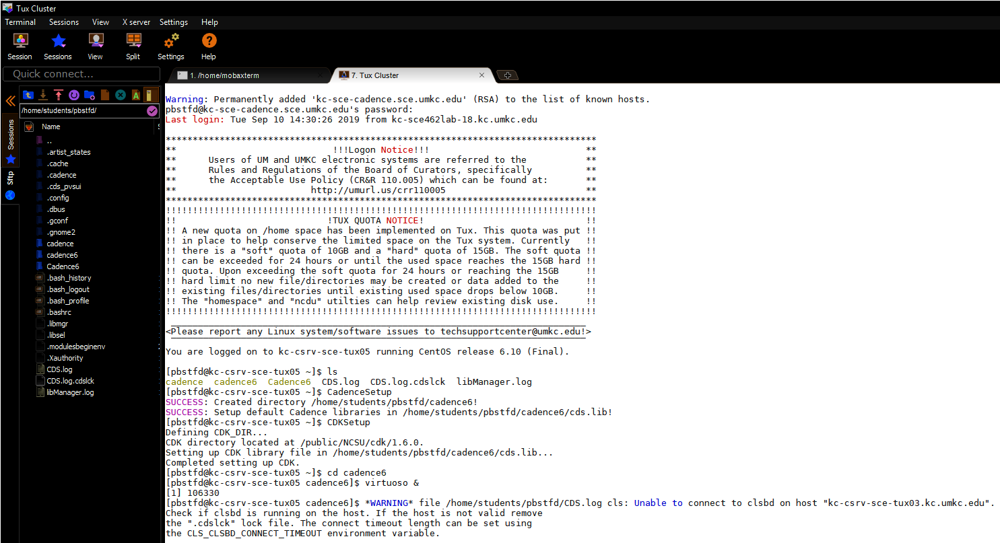 Tux Cluster
Terminal Sessions View X server Settings Help
Session Sessions View Split Settings Help
Quick connect...
1. /home/mobaxterm
7. Tux Cluster
/home/students/pbstfd/
Sessions
Sftp
Name
..
.artist_states
.cache
.cadence
.cds_pvsui
.config
.dbus
.gconf
.gnome2
cadence
cadence6
Cadence6
.bash_history
.bash_logout
.bash_profile
.bashrc
.libmgr
.libsel
.modulesbeginenv
.Xauthority
CDS.log
CDS.log.cdslck
libManager.log
Warning: Permanently added 'kc-sce-cadence.sce.umkc.edu' (RSA) to the list of known hosts.
pbstfd@kc-sce-cadence.sce.umkc.edu's password:
Last login: Tue Sep 10 14:30:26 2019 from kc-sce462lab-18.kc.umkc.edu
********************************************************************************
** !!!Logon Notice!!! **
** Users of UM and UMKC electronic systems are referred to the **
** Rules and Regulations of the Board of Curators, specifically **
** the Acceptable Use Policy (CR&R 110.005) which can be found at: **
** http://umurl.us/crr110005 **
********************************************************************************
!!!!!!!!!!!!!!!!!!!!!!!!!!!!!!!!!!!!!!!!!!!!!!!!!!!!!!!!!!!!!!!!!!!!!!!!!!!!!!!!
!! !TUX QUOTA NOTICE! !!
!! A new quota on /home space has been implemented on Tux. This quota was put !!
!! in place to help conserve the limited space on the Tux system. Currently !!
!! there is a "soft" quota of 10GB and a "hard" quota of 15GB. The soft quota !!
!! can be exceeded for 24 hours or until the used space reaches the 15GB hard !!
!! quota. Upon exceeding the soft quota for 24 hours or reaching the 15GB !!
!! hard limit no new file/directories may be created or data added to the !!
!! existing files/directories until existing used space drops below 10GB. !!
!! The "homespace" and "ncdu" utilties can help review existing disk use. !!
!!!!!!!!!!!!!!!!!!!!!!!!!!!!!!!!!!!!!!!!!!!!!!!!!!!!!!!!!!!!!!!!!!!!!!!!!!!!!!!!
<Please report any Linux system/software issues to techsupportcenter@umkc.edu!>
You are logged on to kc-csrv-sce-tux05 running CentOS release 6.10 (Final).
[pbstfd@kc-csrv-sce-tux05 ~]$ ls
cadence cadence6 Cadence6 CDS.log CDS.log.cdslck libManager.log
[pbstfd@kc-csrv-sce-tux05 ~]$ CadenceSetup
SUCCESS: Created directory /home/students/pbstfd/cadence6!
SUCCESS: Setup default Cadence libraries in /home/students/pbstfd/cadence6/cds.lib!
[pbstfd@kc-csrv-sce-tux05 ~]$ CDKSetup
Defining CDK_DIR...
CDK directory located at /public/NCSU/cdk/1.6.0.
Setting up CDK library file in /home/students/pbstfd/cadence6/cds.lib...
Completed setting up CDK.
[pbstfd@kc-csrv-sce-tux05 ~]$ cd cadence6
[pbstfd@kc-csrv-sce-tux05 cadence6]$ virtuoso &
[1] 106330
[pbstfd@kc-csrv-sce-tux05 cadence6]$ *WARNING* file /home/students/pbstfd/CDS.log cls: Unable to connect to clsbd on host "kc-csrv-sce-tux03.kc.umkc.edu".
Check if clsbd is running on the host. If the host is not valid remove
the ".cdslck" lock file. The connect timeout length can be set using
the CLS_CLSBD_CONNECT_TIMEOUT environment variable.